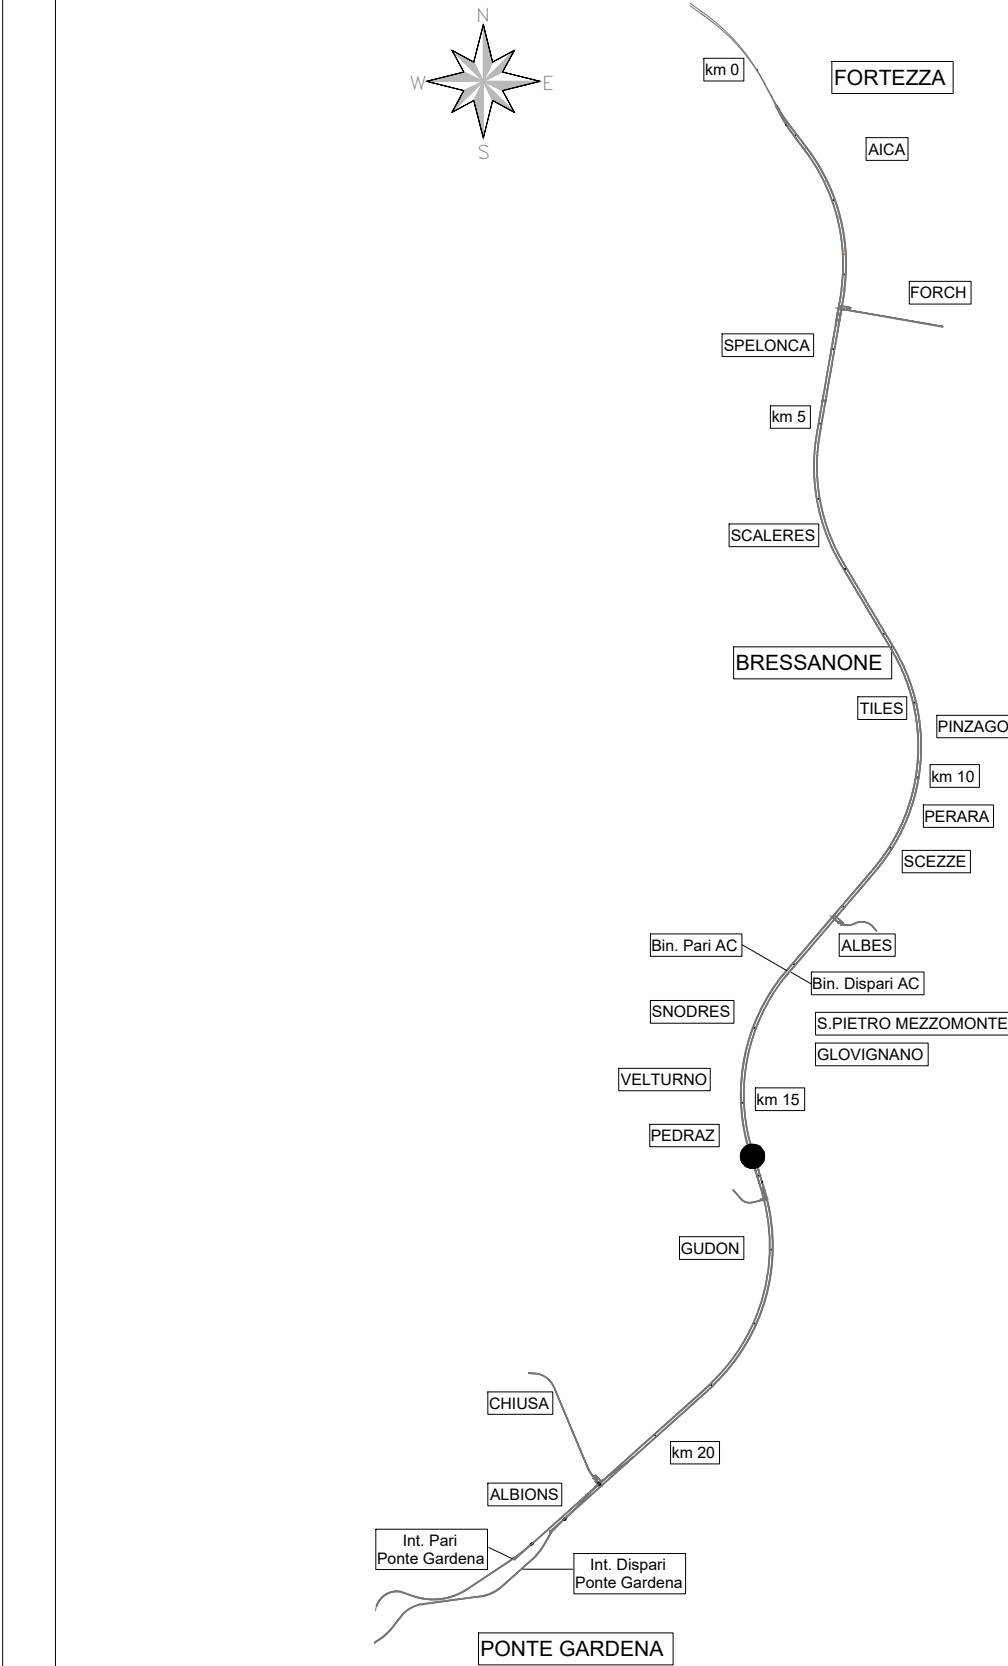 N
W
E
S
km 0
FORTEZZA
AICA
FORCH
SPELONCA
km 5
SCALERES
BRESSANONE
TILES
PINZAGO
km 10
PERARA
SCEZZE
Bin. Pari AC
ALBES
Bin. Dispari AC
SNODRES
S.PIETRO MEZZOMONTE
GLOVIGNANO
VELTURNO
km 15
PEDRAZ
GUDON
CHIUSA
km 20
ALBIONS
Int. Pari
Ponte Gardena
Int. Dispari
Ponte Gardena
PONTE GARDENA